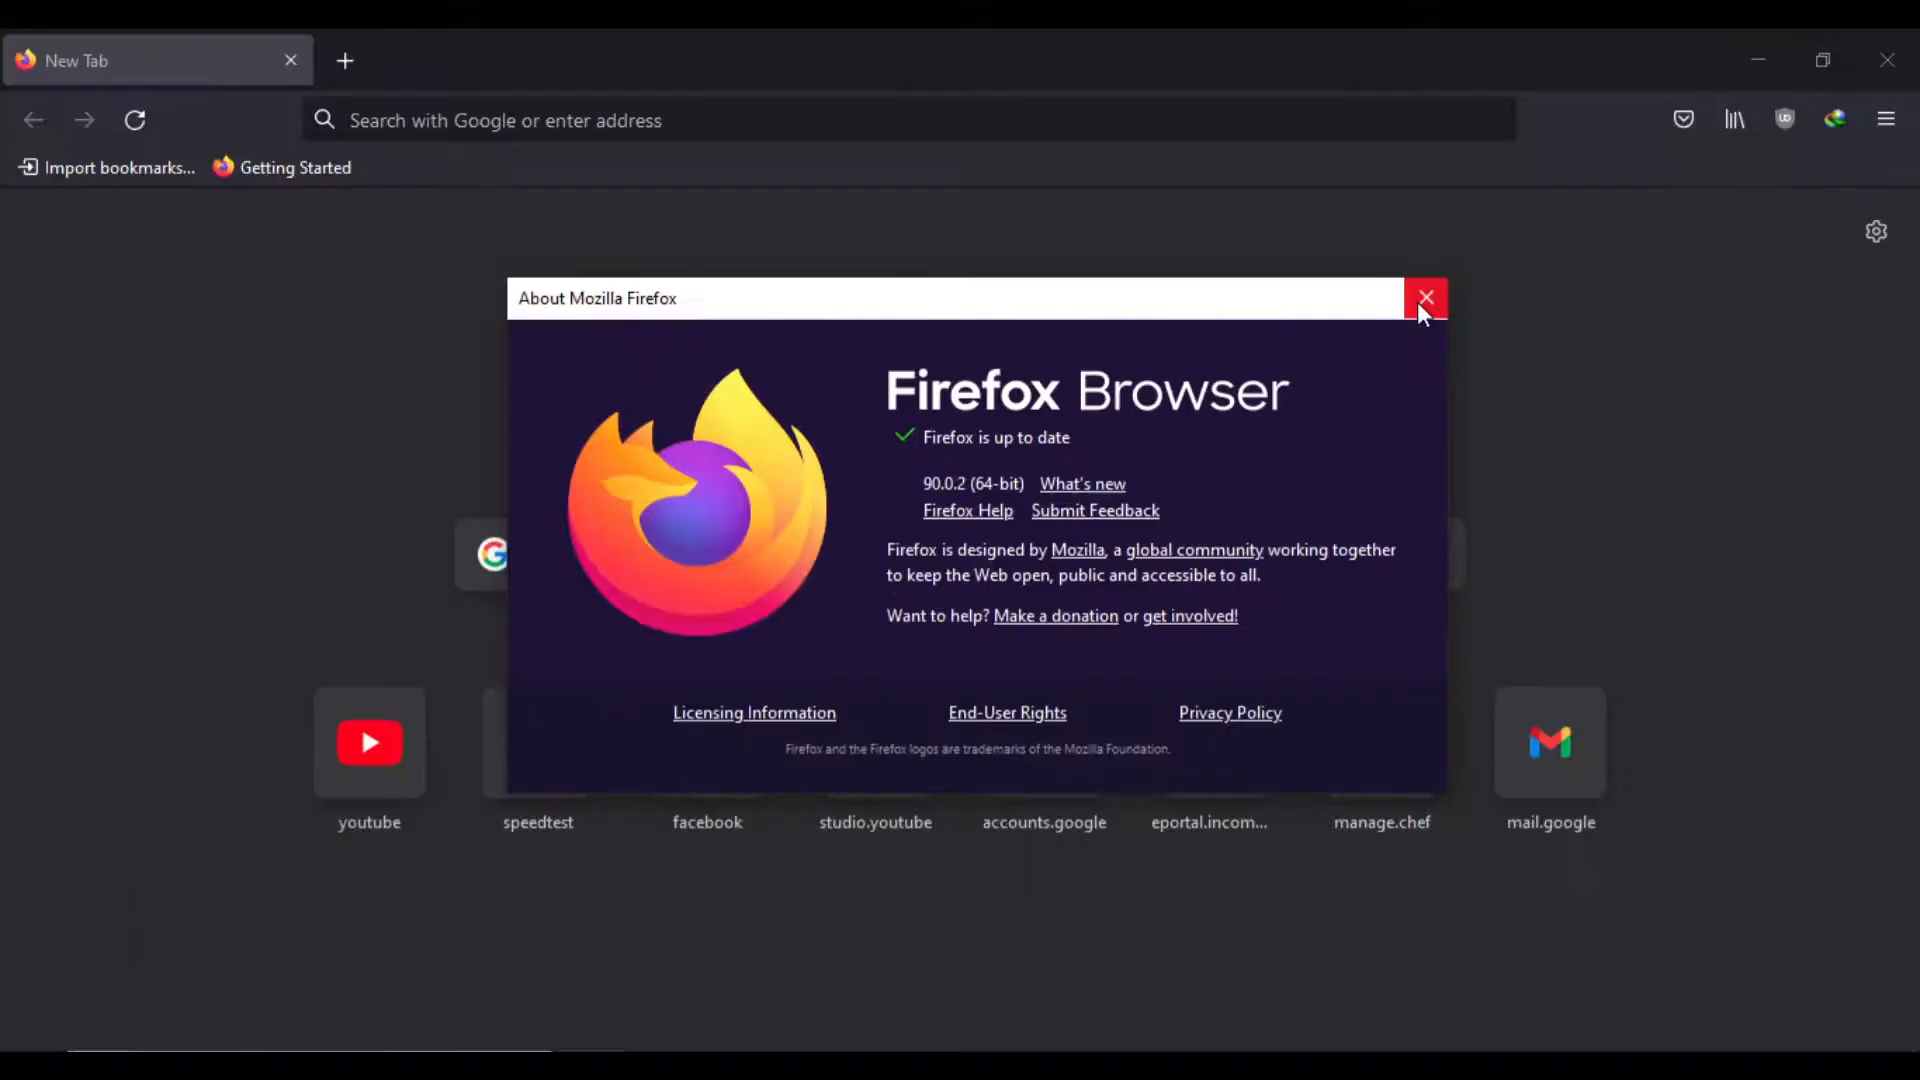 New Tab
Search with Google or enter address
Import bookmarks...
Getting Started
About Mozilla Firefox
Firefox Browser
Firefox is up to date
90.0.2 (64-bit) What's new
Firefox Help Submit Feedback
Firefox is designed by Mozilla, a global community working together
to keep the Web open, public and accessible to all.
Want to help? Make a donation or get involved!
Licensing Information End-User Rights Privacy Policy
Firefox and the Firefox logos are trademarks of the Mozilla Foundation.
youtube speedtest facebook studio.youtube accounts.google eportal.incom... manage.chef mail.google